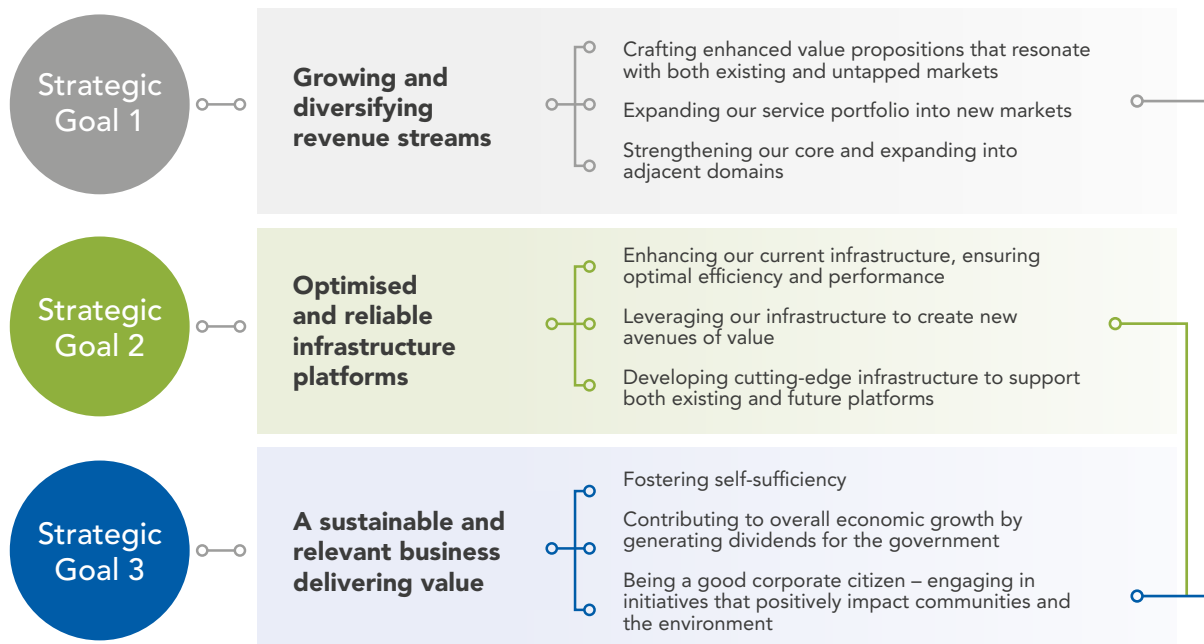 Strategic
Goal 1
Growing and
diversifying
revenue streams
Crafting enhanced value propositions that resonate
with both existing and untapped markets
Expanding our service portfolio into new markets
Strengthening our core and expanding into
adjacent domains
Strategic
Goal 2
Optimised
and reliable
infrastructure
platforms
Enhancing our current infrastructure, ensuring
optimal efficiency and performance
Leveraging our infrastructure to create new
avenues of value
Developing cutting-edge infrastructure to support
both existing and future platforms
Strategic
Goal 3
A sustainable and
relevant business
delivering value
Fostering self-sufficiency
Contributing to overall economic growth by
generating dividends for the government
Being a good corporate citizen – engaging in
initiatives that positively impact communities and
the environment